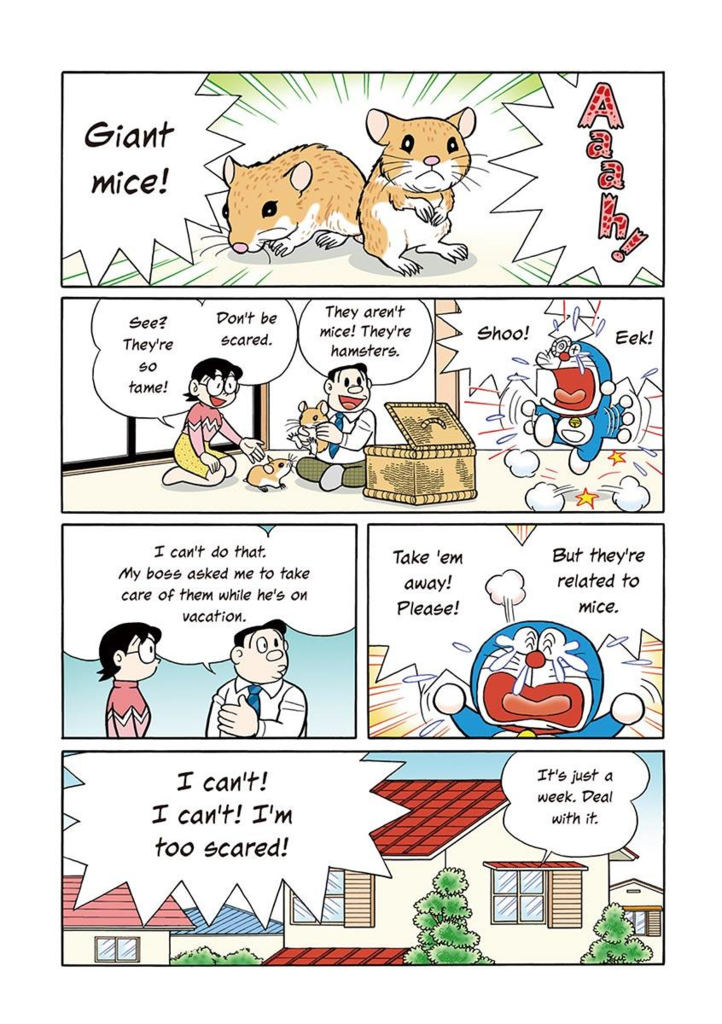 Giant
mice!
Aaah!
See?
They're
so
tame!
Don't be
scared.
They aren't
mice! They're
hamsters.
Shoo!
Eek!
I can't do that.
My boss asked me to take
care of them while he's on
vacation.
Take 'em
away!
Please!
But they're
related to
mice.
I can't!
I can't! I'm
too scared!
It's just a
week. Deal
with it.